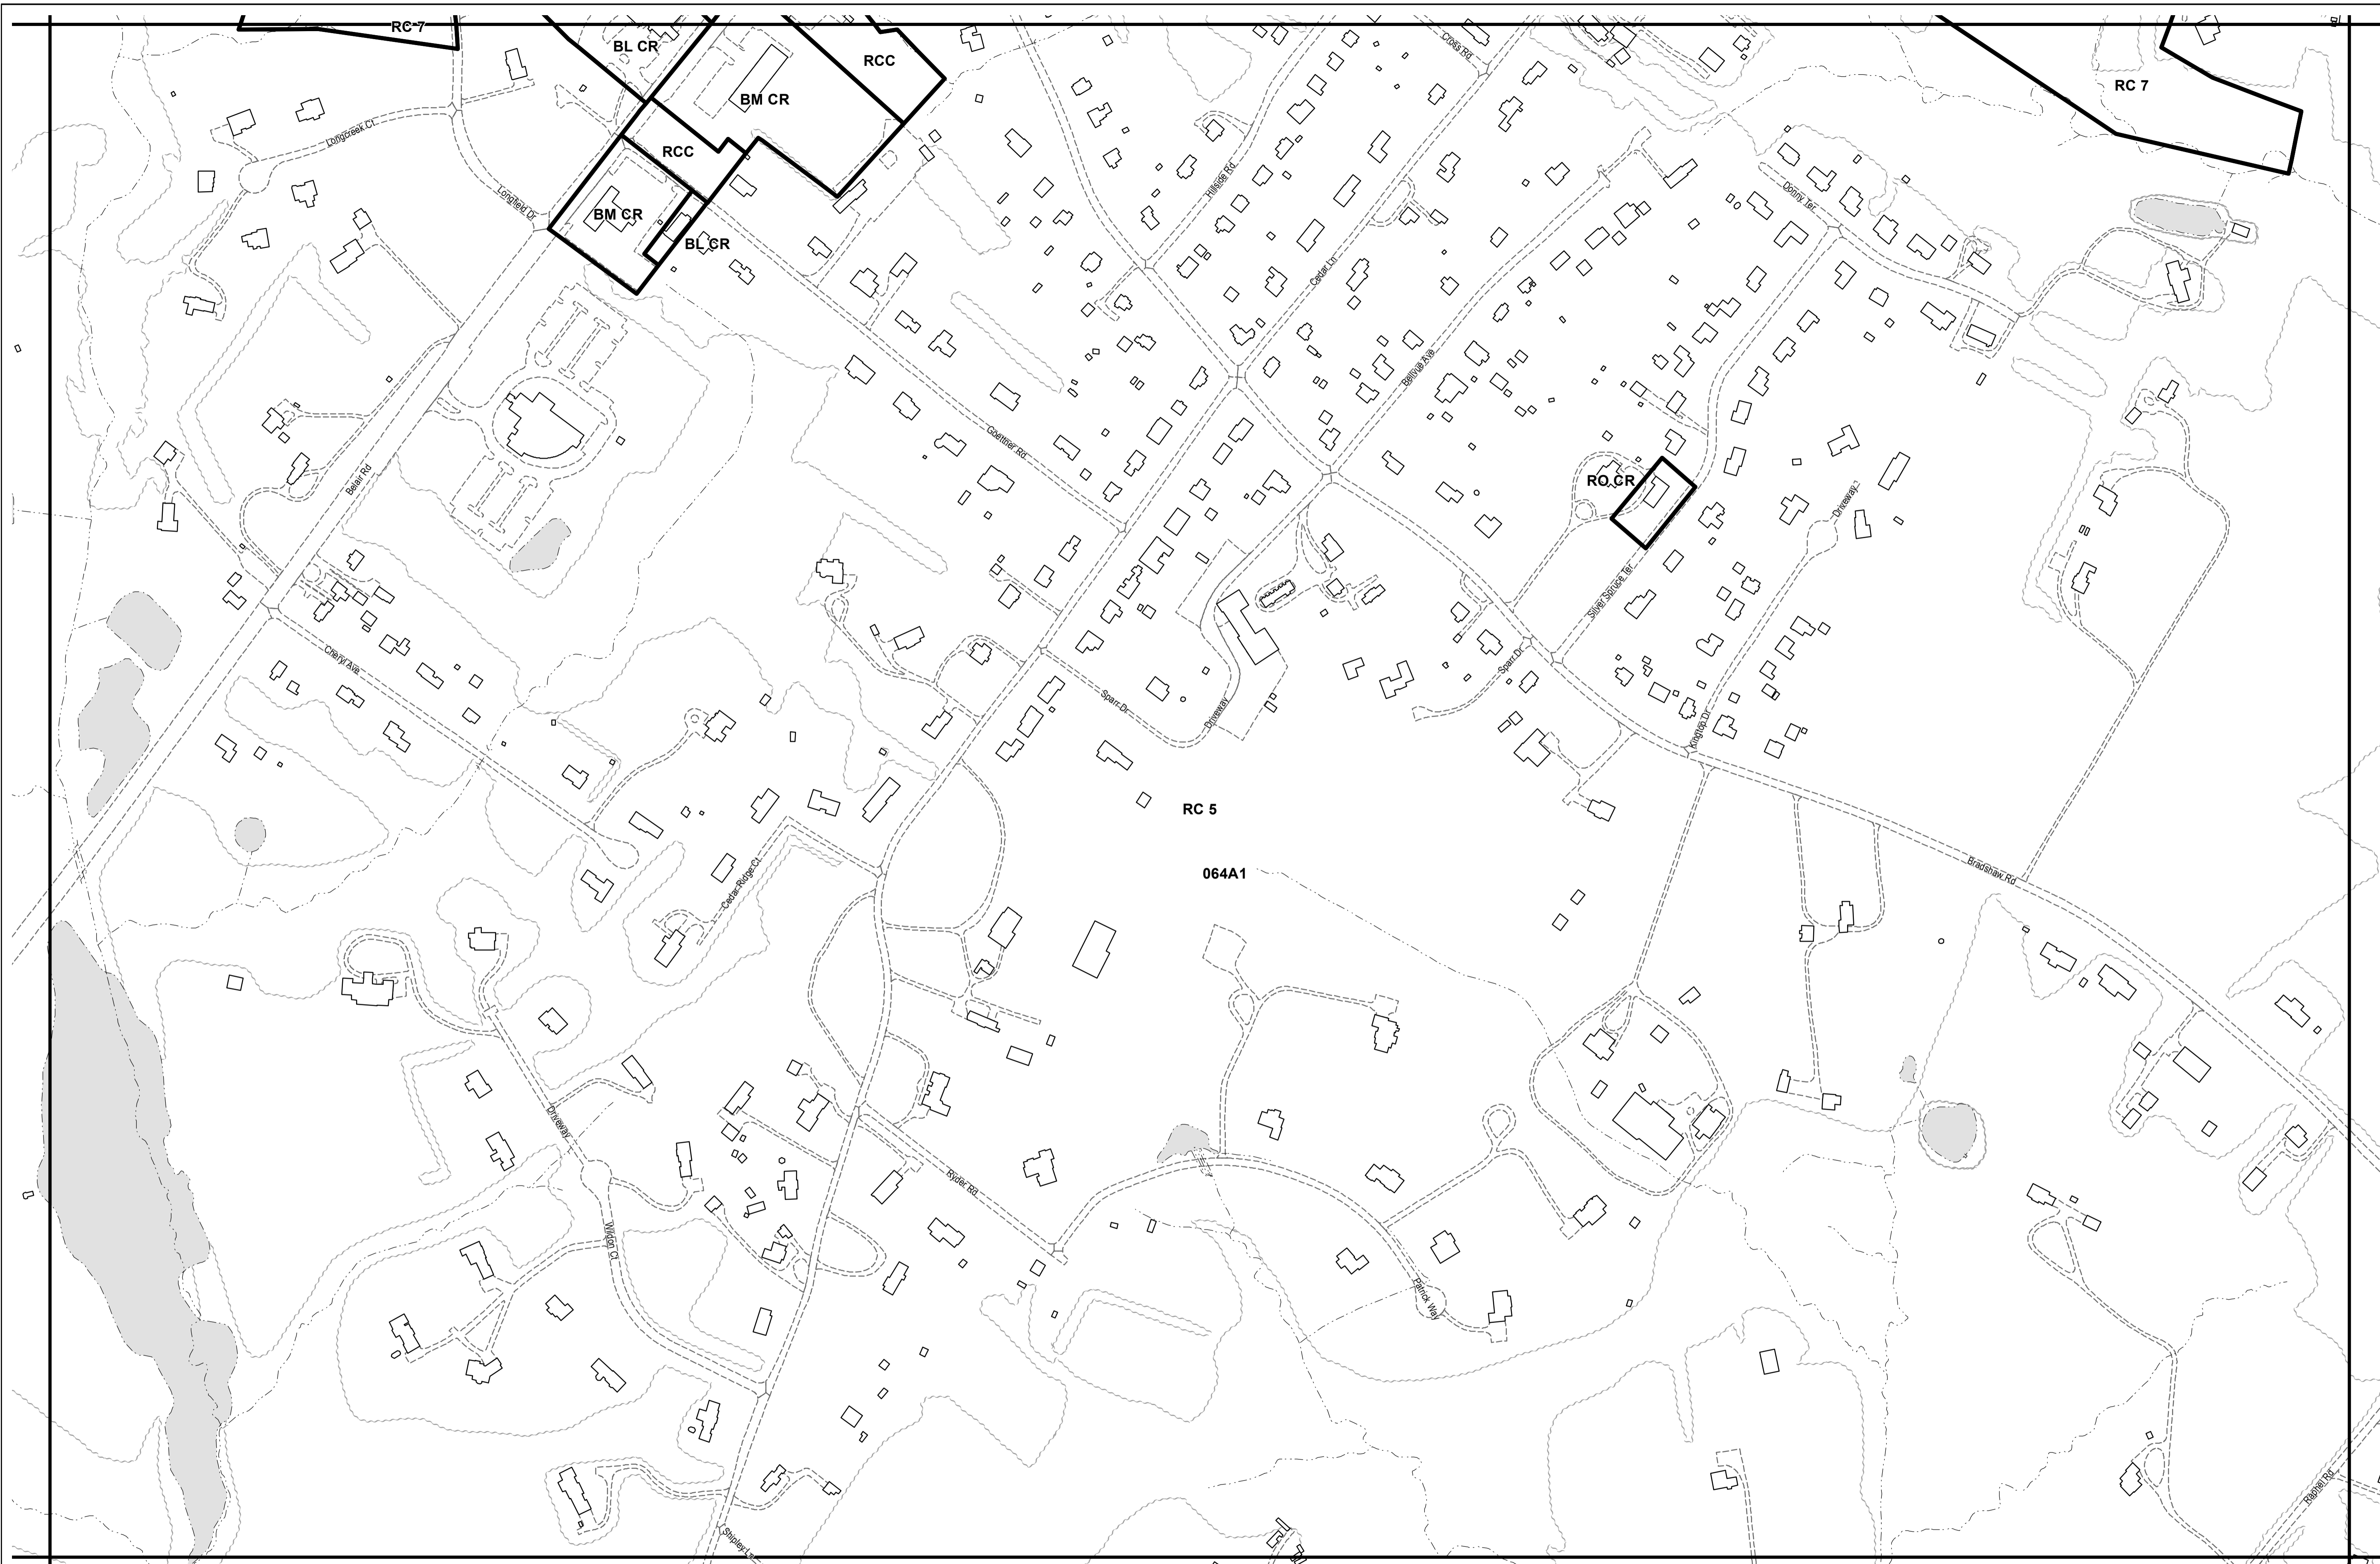 RC 7
BL CR
RCC
BM CR
Cross Rd
RC 7
Longcreek Ct
RCC
Hillside Rd
Donny Ter
Longfield Dr
BM CR
BL CR
Cedar Ln
Bellvue Ave
Goettner Rd
Belair Rd
RO CR
Driveway
Silver Spruce Ter
Cheryl Ave
Sparr Dr
Sparr Dr
Driveway
Kingtop Dr
RC 5
064A1
Cedar Ridge Ct
Bradshaw Rd
Driveway
Ryder Rd
Wildon Ct
Patrick Way
Raphel Rd
Shipley Ln